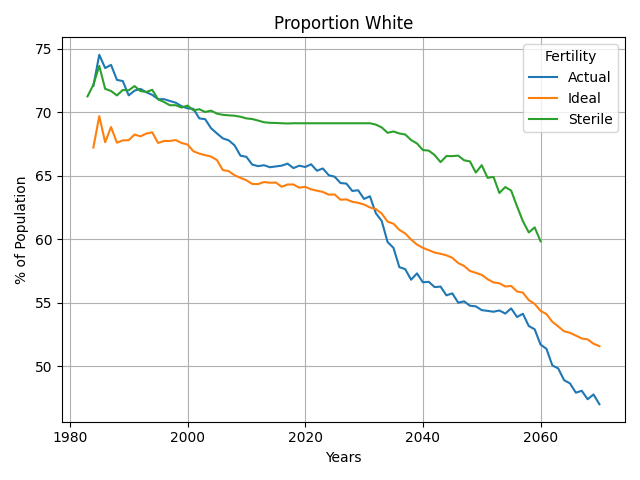 Proportion White
Fertility
Actual
Ideal
Sterile
% of Population
75
70
65
60
55
50
1980
2000
2020
2040
2060
Years